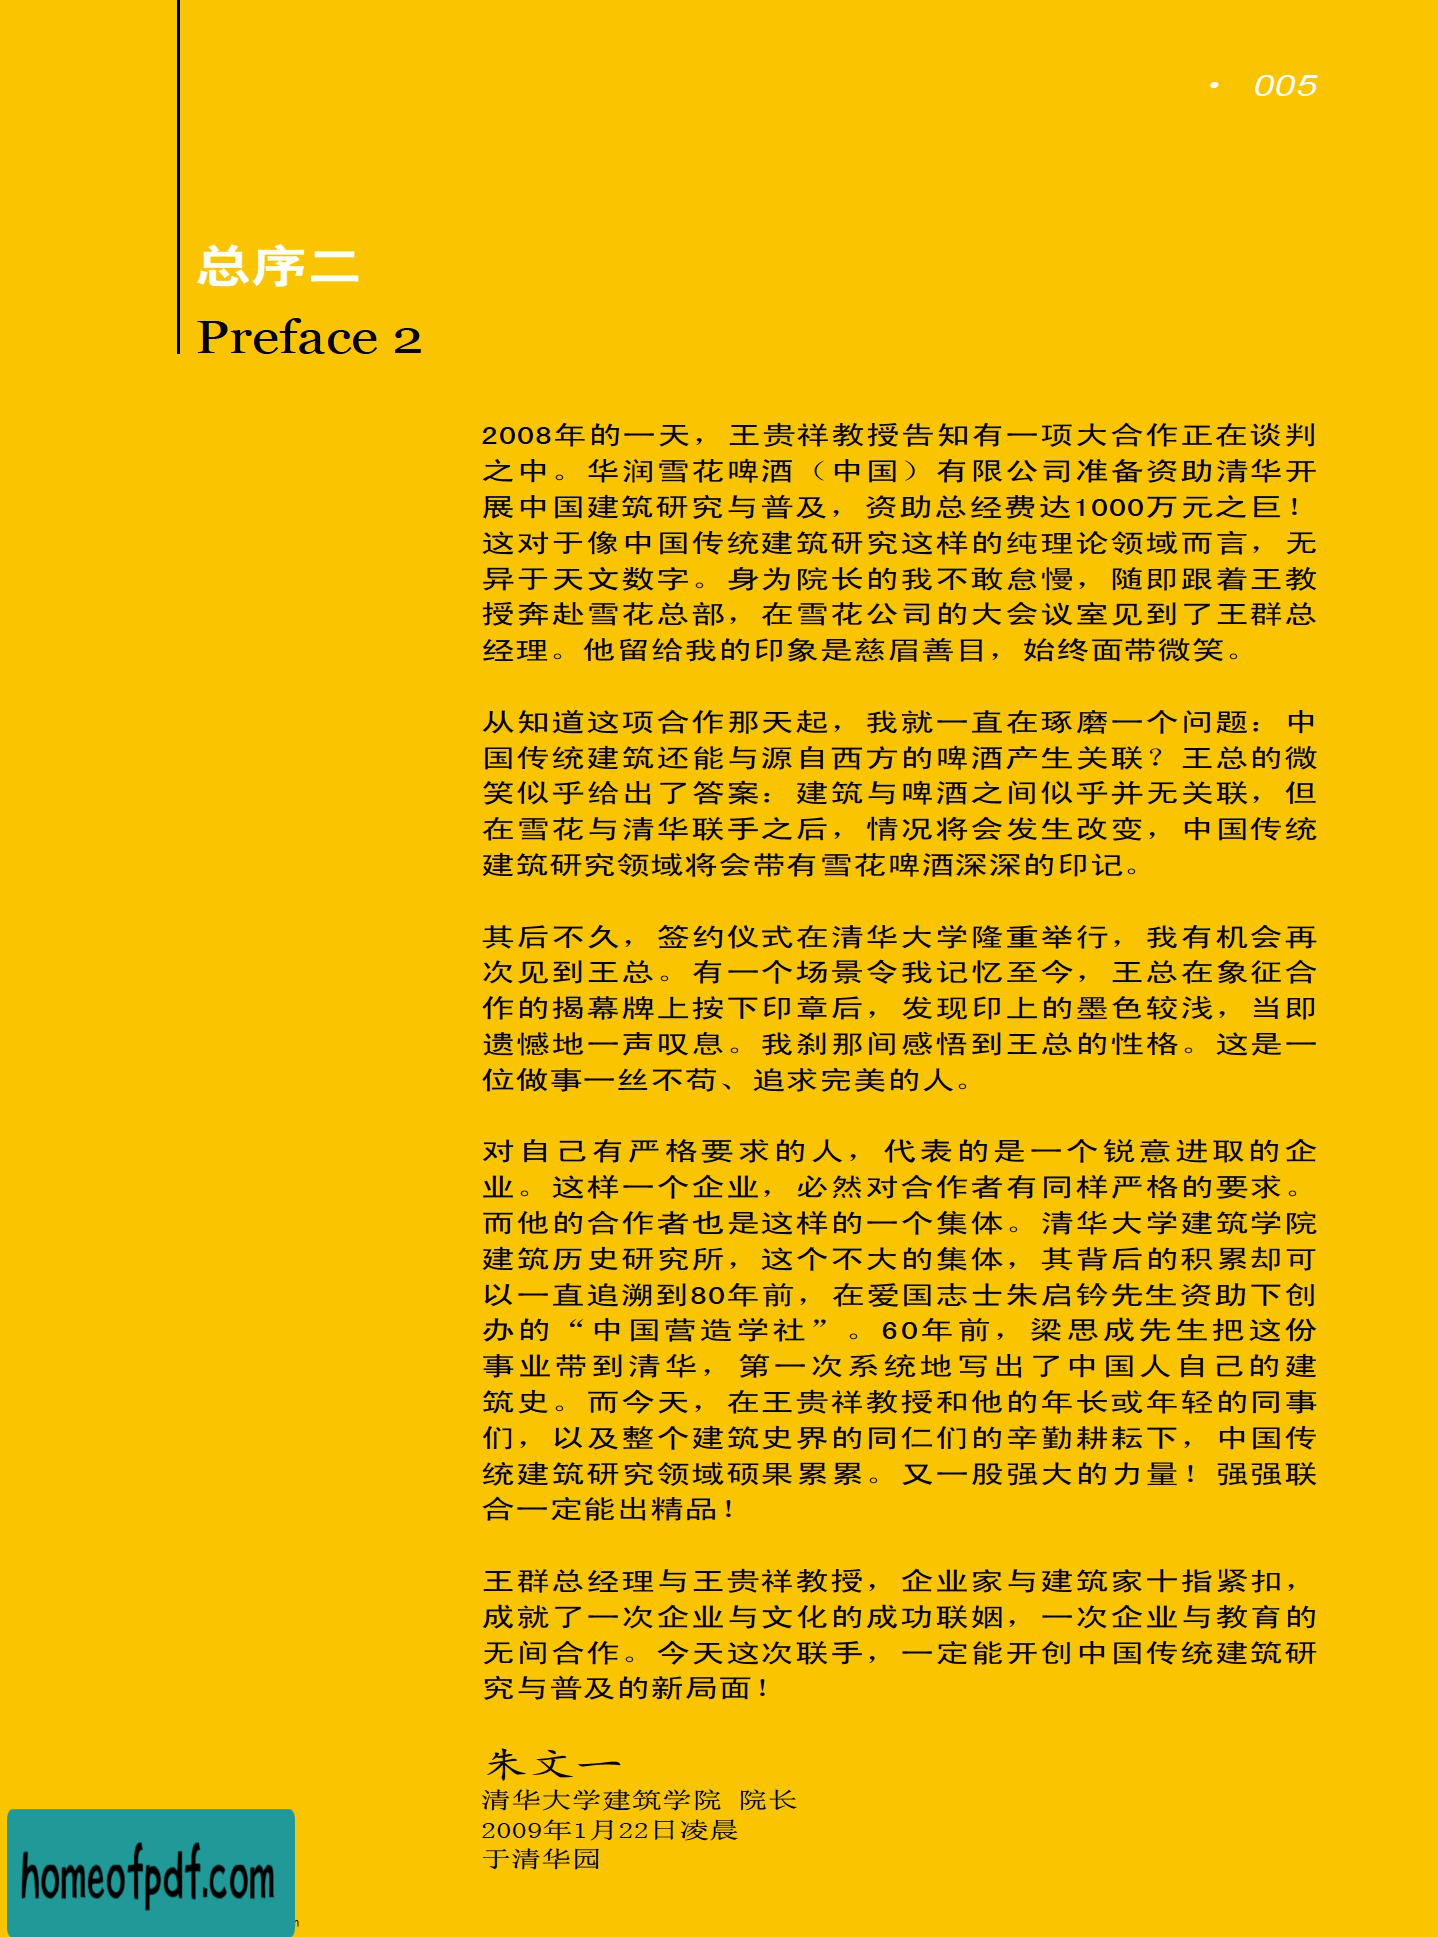 • 005
总序二
Preface 2
2008年的一天，王贵祥教授告知有一项大合作正在谈判
之中。华润雪花啤酒（中国）有限公司准备资助清华开
展中国建筑研究与普及，资助总经费达1000万元之巨！
这对于像中国传统建筑研究这样的纯理论领域而言，无
异于天文数字。身为院长的我不敢怠慢，随即跟着王教
授奔赴雪花总部，在雪花公司的大会议室见到了王群总
经理。他留给我的印象是慈眉善目，始终面带微笑。
从知道这项合作那天起，我就一直在琢磨一个问题：中
国传统建筑还能与源自西方的啤酒产生关联？王总的微
笑似乎给出了答案：建筑与啤酒之间似乎并无关联，但
在雪花与清华联手之后，情况将会发生改变，中国传统
建筑研究领域将会带有雪花啤酒深深的印记。
其后不久，签约仪式在清华大学隆重举行，我有机会再
次见到王总。有一个场景令我记忆至今，王总在象征合
作的揭幕牌上按下印章后，发现印上的墨色较浅，当即
遗憾地一声叹息。我刹那间感悟到王总的性格。这是一
位做事一丝不苟、追求完美的人。
对自己有严格要求的人，代表的是一个锐意进取的企
业。这样一个企业，必然对合作者有同样严格的要求。
而他的合作者也是这样的一个集体。清华大学建筑学院
建筑历史研究所，这个不大的集体，其背后的积累却可
以一直追溯到80年前，在爱国志士朱启钤先生资助下创
办的“中国营造学社”。60年前，梁思成先生把这份
事业带到清华，第一次系统地写出了中国人自己的建
筑史。而今天，在王贵祥教授和他的年长或年轻的同事
们，以及整个建筑史界的同仁们的辛勤耕耘下，中国传
统建筑研究领域硕果累累。又一股强大的力量！强强联
合一定能出精品！
王群总经理与王贵祥教授，企业家与建筑家十指紧扣，
成就了一次企业与文化的成功联姻，一次企业与教育的
无间合作。今天这次联手，一定能开创中国传统建筑研
究与普及的新局面！
朱文一
清华大学建筑学院 院长
2009年1月22日凌晨
于清华园
homeofpdf.com